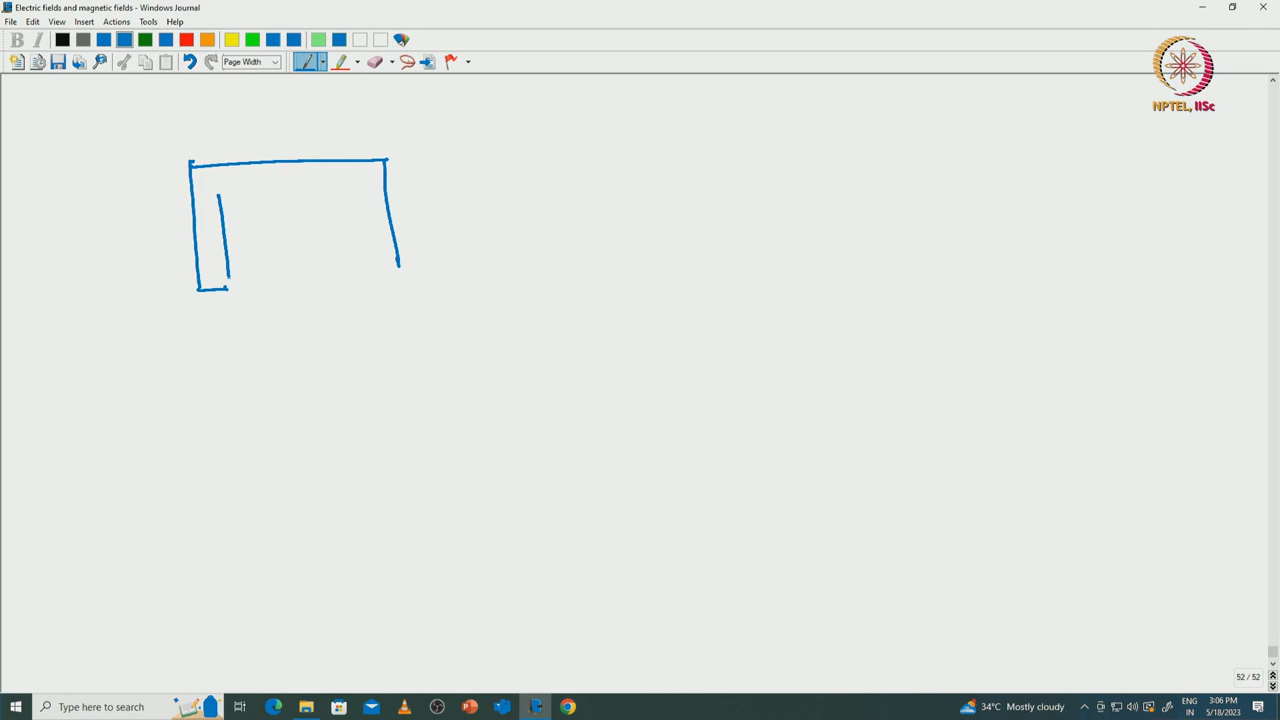 Electric fields and magnetic fields - Windows Journal
File Edit View Insert Actions Tools Help
B I
Page Width
NPTEL, IISc
52 / 52
Type here to search
34°C Mostly cloudy
ENG
IN
3:06 PM
5/18/2023